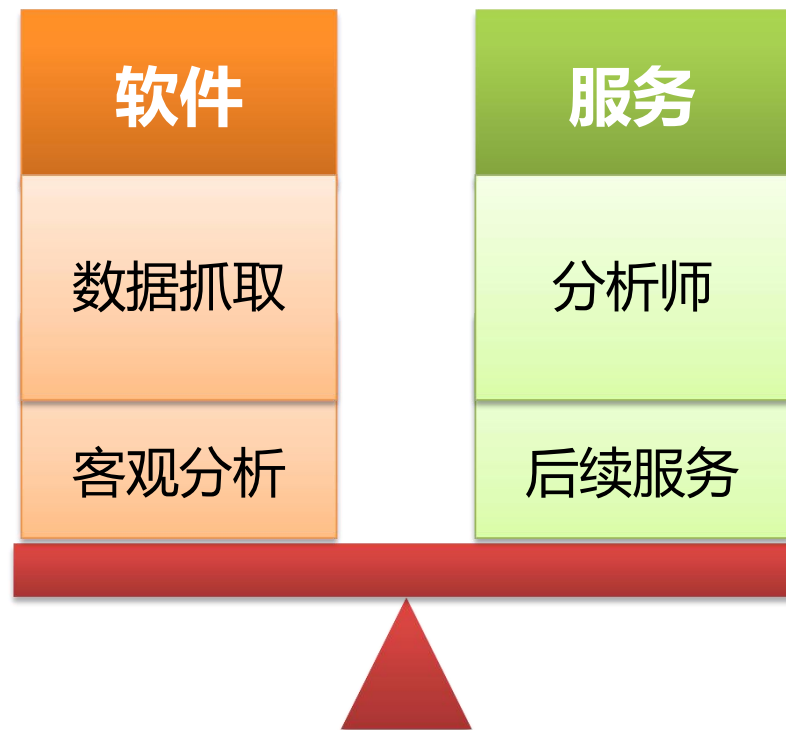 软件
数据抓取
客观分析
服务
分析师
后续服务